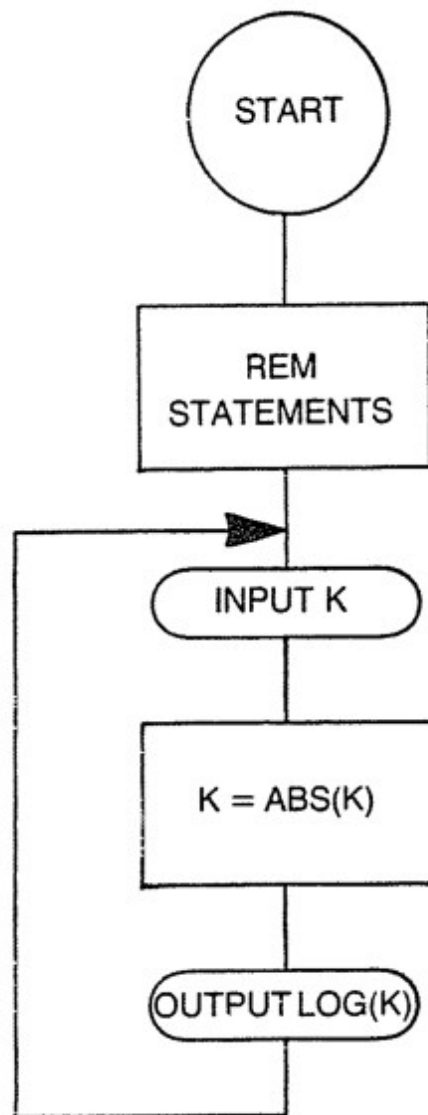 START
REM
STATEMENTS
INPUT K
K = ABS(K)
OUTPUT LOG(K)